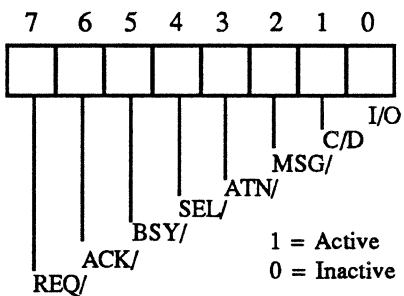 7 6 5 4 3 2 1 0
I/O
C/D
MSG/
ATN/
SEL/
BSY/
ACK/
REQ/
1 = Active
0 = Inactive